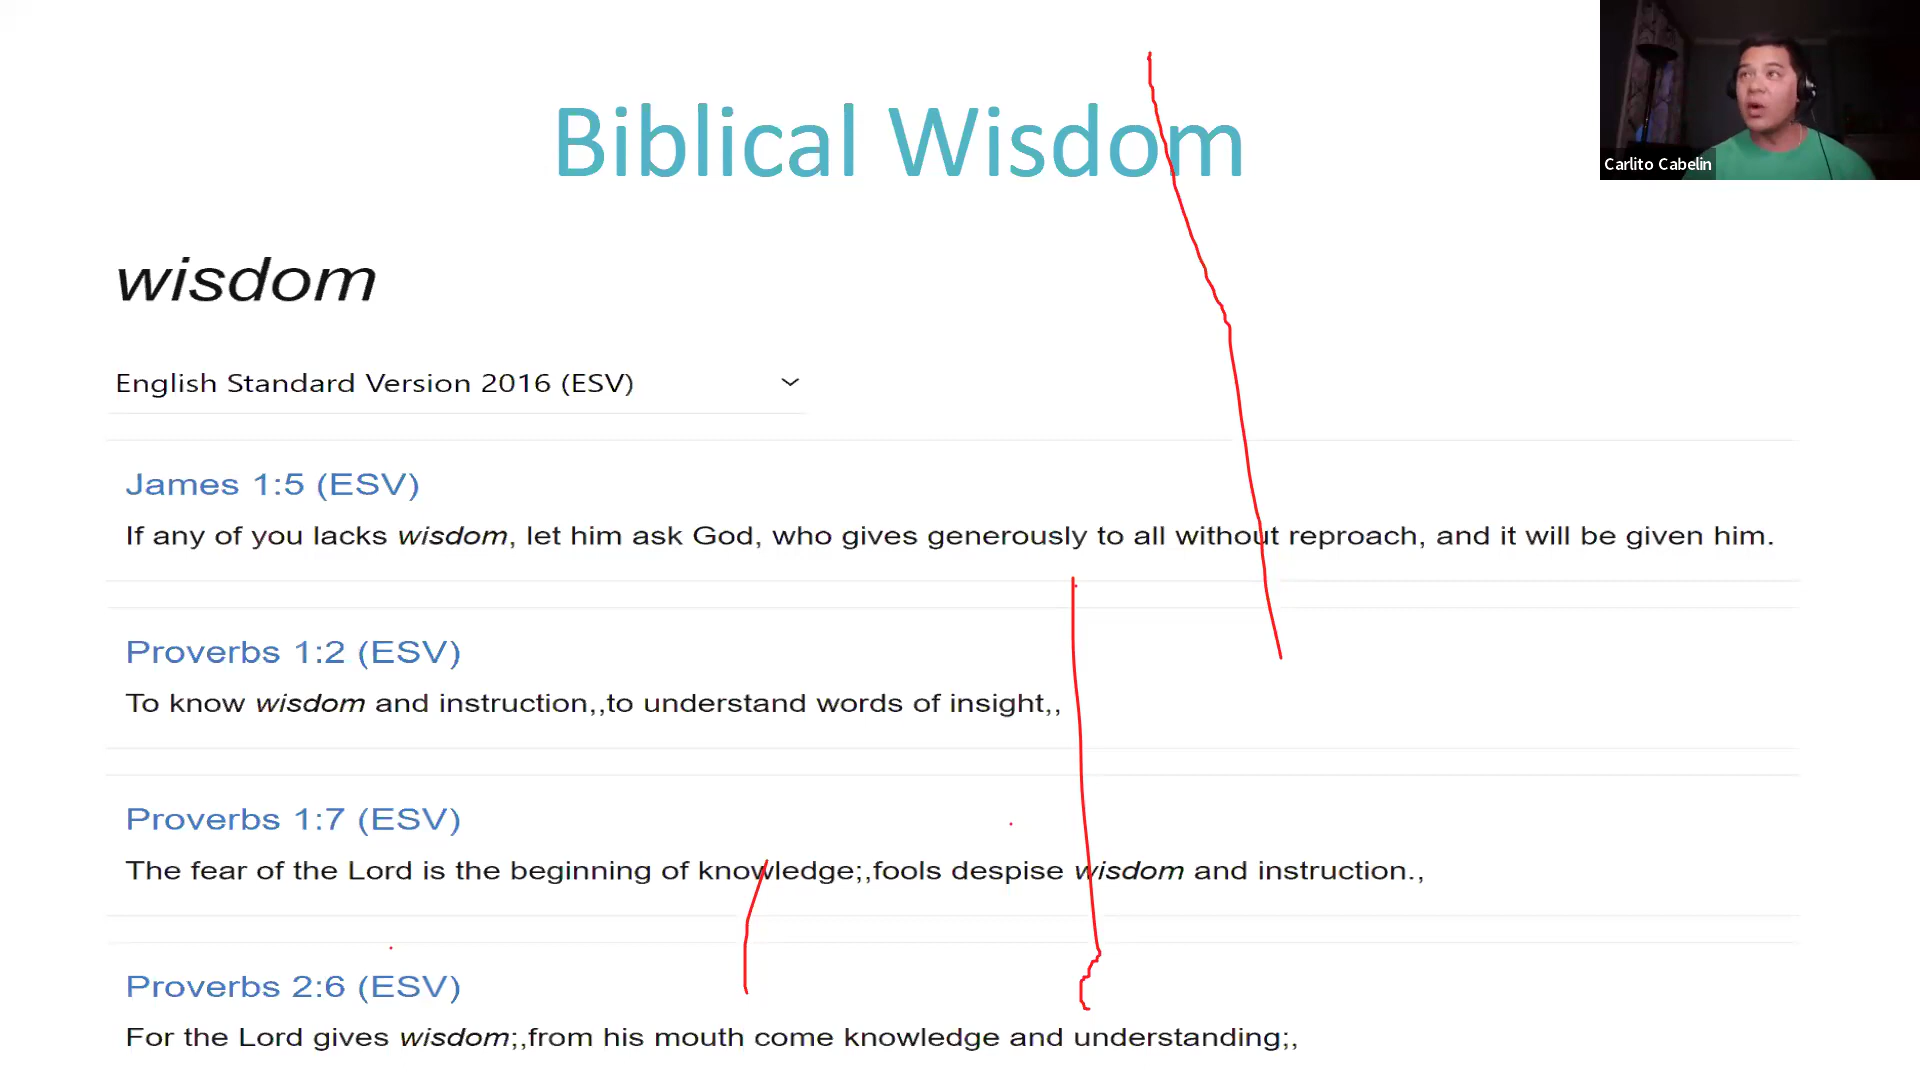 Biblical Wisdom
Carlito Cabelin
wisdom
English Standard Version 2016 (ESV)
James 1:5 (ESV)
If any of you lacks wisdom, let him ask God, who gives generously to all without reproach, and it will be given him.
Proverbs 1:2 (ESV)
To know wisdom and instruction,,to understand words of insight,,
Proverbs 1:7 (ESV)
The fear of the Lord is the beginning of knowledge;,fools despise wisdom and instruction.,
Proverbs 2:6 (ESV)
For the Lord gives wisdom;,from his mouth come knowledge and understanding;,